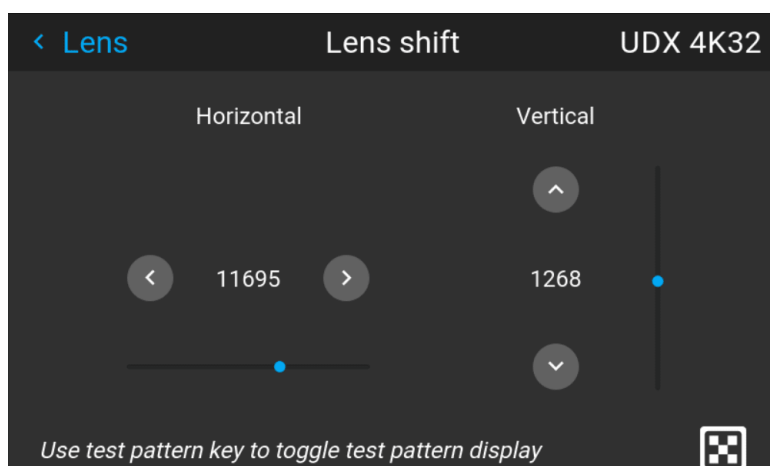 Lens Lens shift UDX 4K32
Horizontal Vertical
11695 1268
Use test pattern key to toggle test pattern display